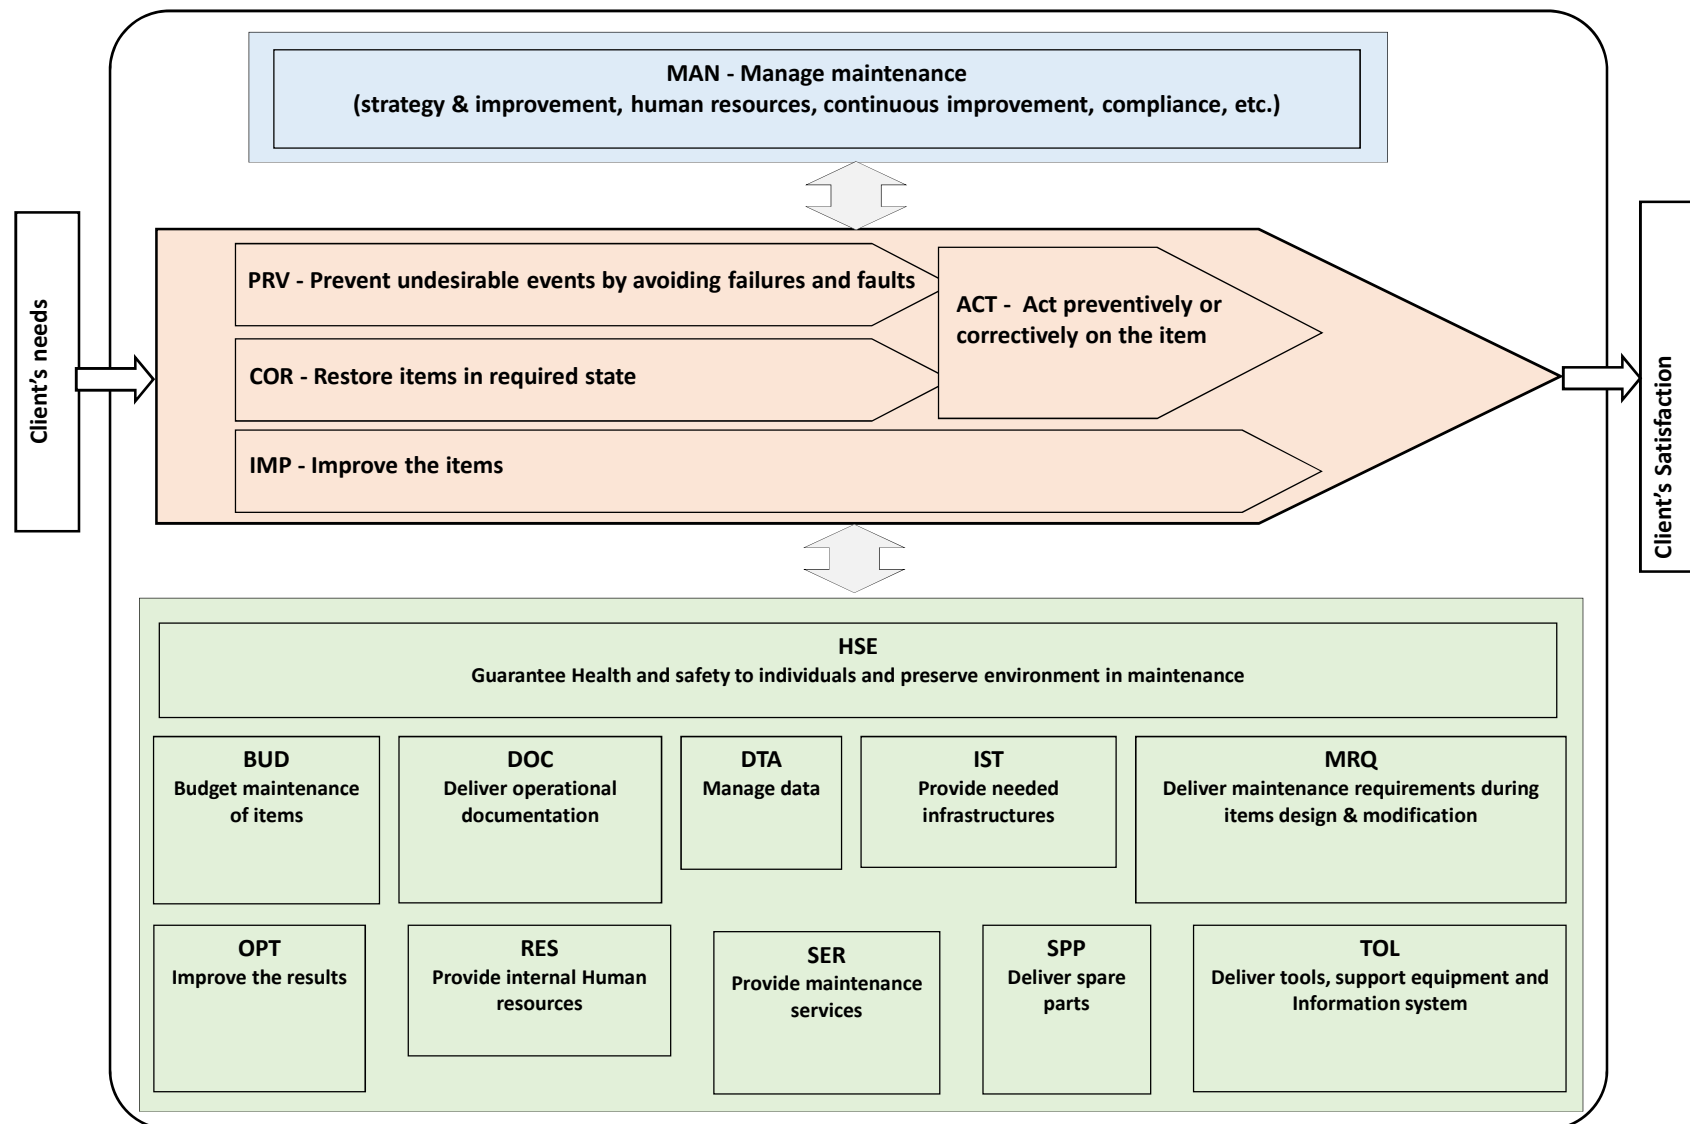 MAN - Manage maintenance
(strategy & improvement, human resources, continuous improvement, compliance, etc.)
Client's needs
PRV - Prevent undesirable events by avoiding failures and faults
ACT -  Act preventively or
correctively on the item
COR - Restore items in required state
IMP - Improve the items
Client's Satisfaction
HSE
Guarantee Health and safety to individuals and preserve environment in maintenance
BUD
Budget maintenance
of items
DOC
Deliver operational
documentation
DTA
Manage data
IST
Provide needed
infrastructures
MRQ
Deliver maintenance requirements during
items design & modification
OPT
Improve the results
RES
Provide internal Human
resources
SER
Provide maintenance
services
SPP
Deliver spare
parts
TOL
Deliver tools, support equipment and
Information system